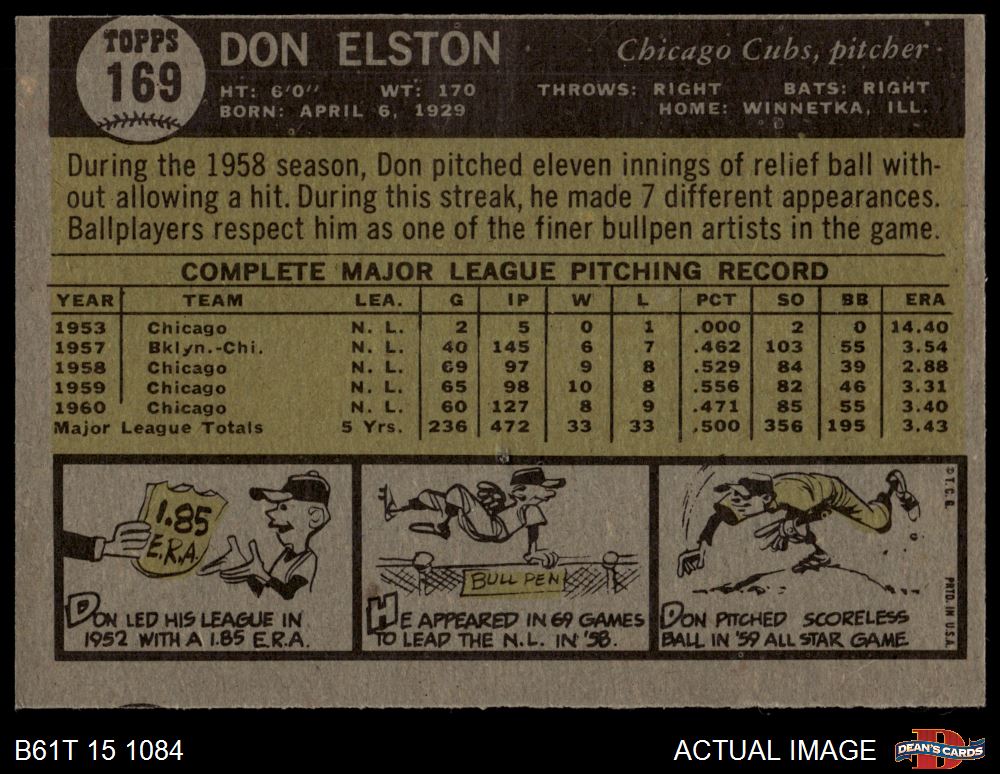 TOPPS
169
DON ELSTON
Chicago Cubs, pitcher
HT: 6'0" WT: 170 THROWS: RIGHT BATS: RIGHT
BORN: APRIL 6, 1929 HOME: WINNETKA, ILL.
During the 1958 season, Don pitched eleven innings of relief ball with-
out allowing a hit. During this streak, he made 7 different appearances.
Ballplayers respect him as one of the finer bullpen artists in the game.
COMPLETE MAJOR LEAGUE PITCHING RECORD
YEAR TEAM LEA. G IP W L PCT SO BB ERA
1953 Chicago N. L. 2 5 0 1 .000 2 0 14.40
1957 Bklyn.-Chi. N. L. 40 145 6 7 .462 103 55 3.54
1958 Chicago N. L. 69 97 9 8 .529 84 39 2.88
1959 Chicago N. L. 65 98 10 8 .556 82 46 3.31
1960 Chicago N. L. 60 127 8 9 .471 85 55 3.40
Major League Totals 5 Yrs. 236 472 33 33 .500 356 195 3.43
1.85
E.R.A.
DON LED HIS LEAGUE IN
1952 WITH A 1.85 E.R.A.
BULL PEN
HE APPEARED IN 69 GAMES
TO LEAD THE N.L. IN '58.
DON PITCHED SCORELESS
BALL IN '59 ALL STAR GAME.
© T. C. G.
PRTD. IN U.S.A.
B61T 15 1084
ACTUAL IMAGE
D
DEAN'S CARDS